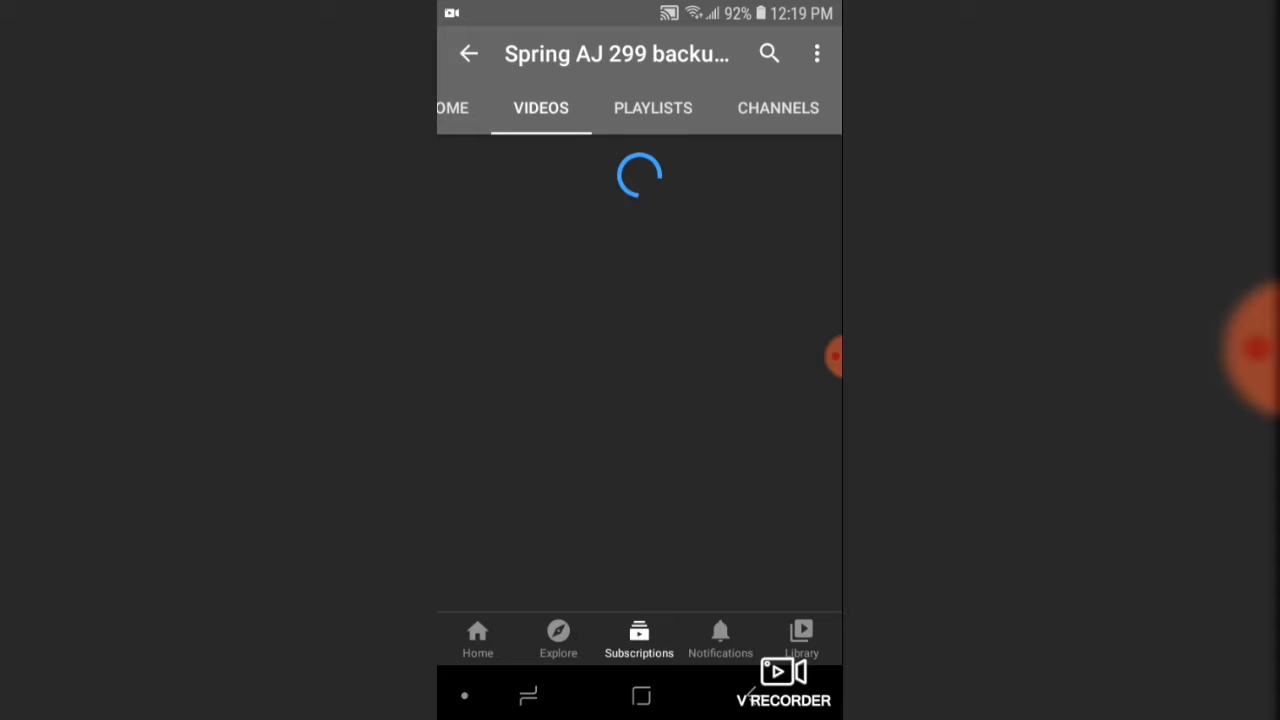 92% 12:19 PM
Spring AJ 299 backu...
OME VIDEOS PLAYLISTS CHANNELS
Home Explore Subscriptions Notifications Library
V RECORDER